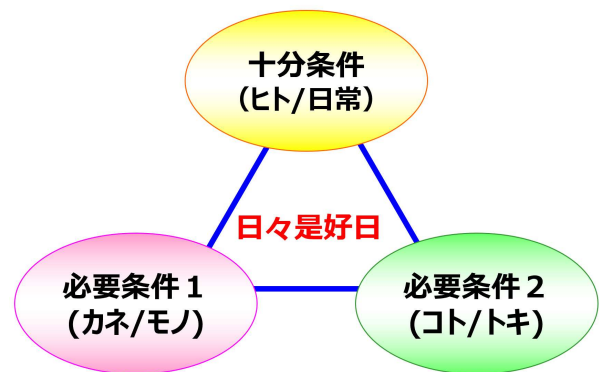 十分条件
（ヒト/日常）
日々是好日
必要条件１
(カネ/モノ)
必要条件２
(コト/トキ)